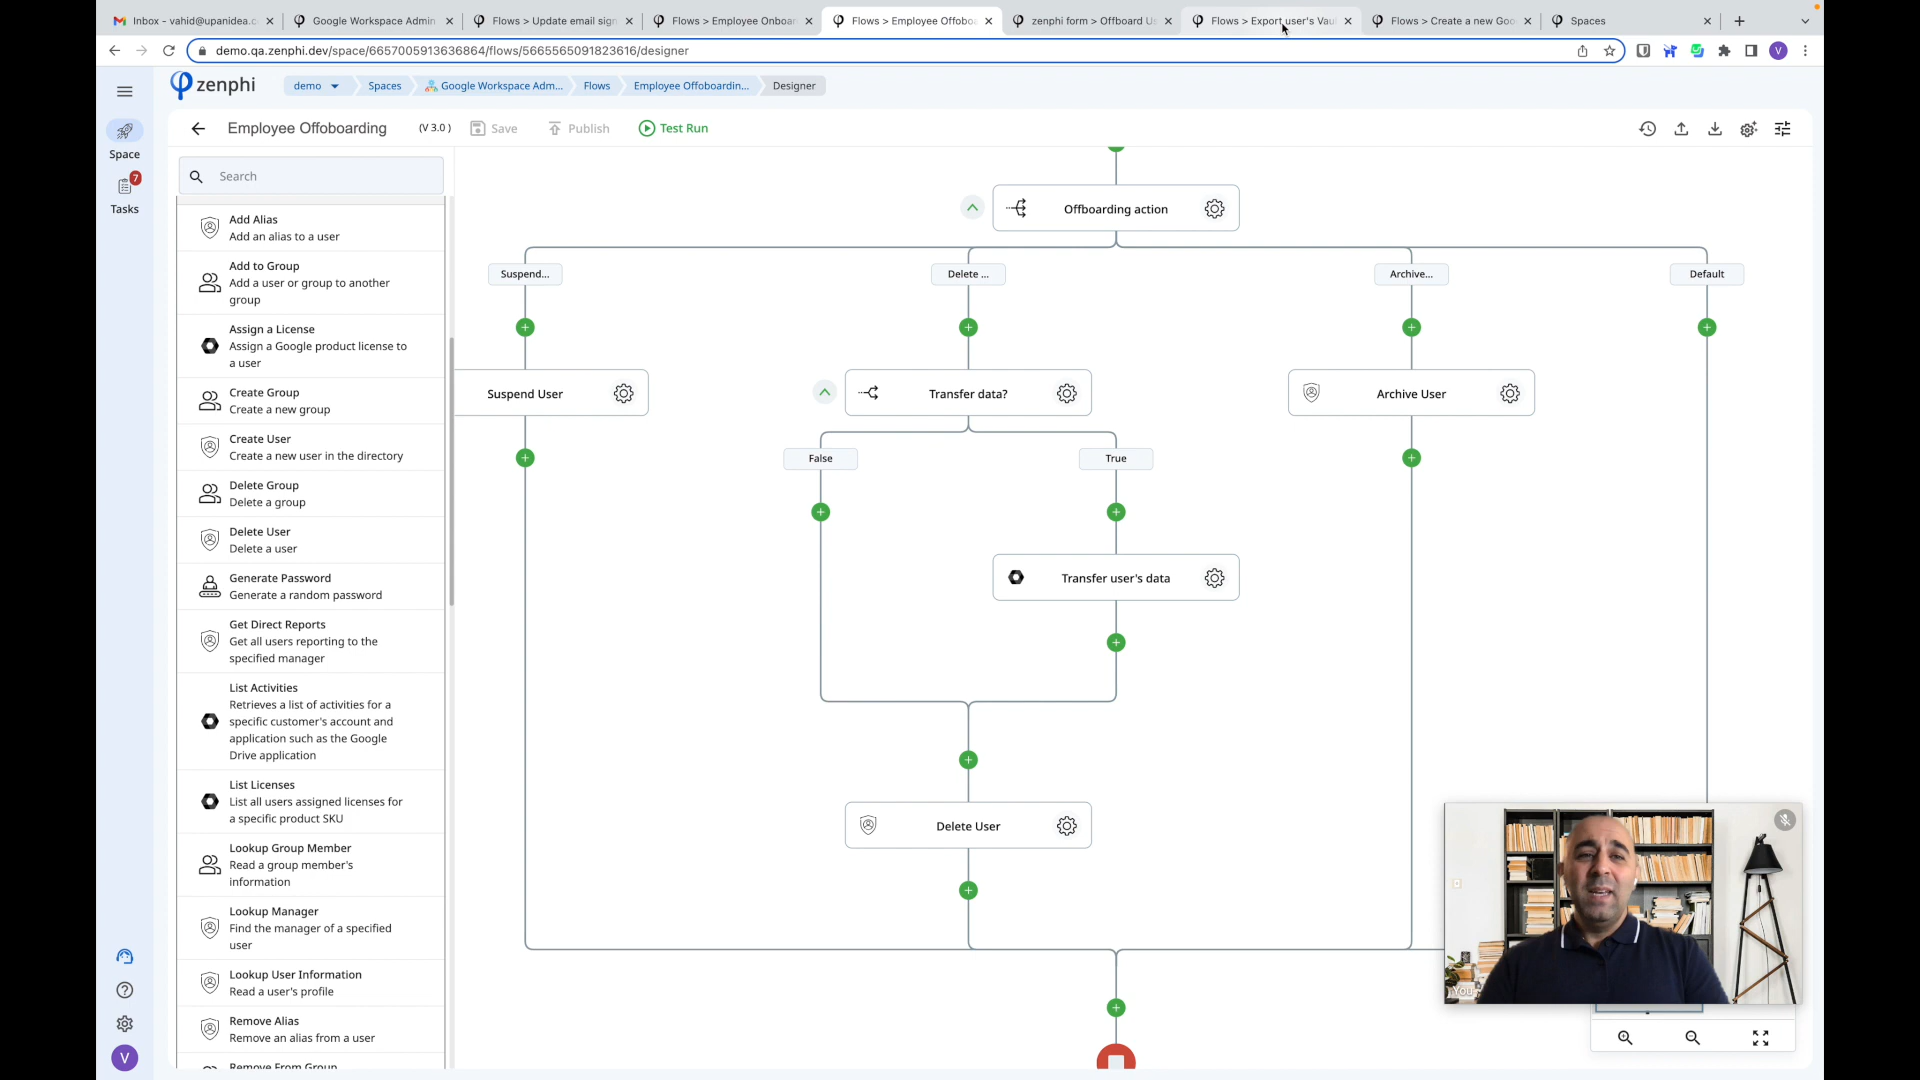 Inbox - vahid@upanidea.c
Google Workspace Admin
Flows > Update email sign
Flows > Employee Onboar
Flows > Employee Offoboa
zenphi form > Offboard Us
Flows > Export user's Vaul
Flows > Create a new Goo
Spaces
demo.qa.zenphi.dev/space/6657005913636864/flows/5665565091823616/designer
V
zenphi
demo
Spaces
Google Workspace Adm...
Flows
Employee Offoboardin...
Designer
Employee Offoboarding
(V 3.0 )
Save
Publish
Test Run
Space
7
Tasks
Search
Add Alias
Add an alias to a user
Add to Group
Add a user or group to another
group
Assign a License
Assign a Google product license to
a user
Create Group
Create a new group
Create User
Create a new user in the directory
Delete Group
Delete a group
Delete User
Delete a user
Generate Password
Generate a random password
Get Direct Reports
Get all users reporting to the
specified manager
List Activities
Retrieves a list of activities for a
specific customer's account and
application such as the Google
Drive application
List Licenses
List all users assigned licenses for
a specific product SKU
Lookup Group Member
Read a group member's
information
Lookup Manager
Find the manager of a specified
user
Lookup User Information
Read a user's profile
Remove Alias
Remove an alias from a user
Remove From Group
V
Offboarding action
Suspend...
Delete ...
Archive...
Default
Suspend User
Transfer data?
Archive User
False
True
Transfer user's data
Delete User
You